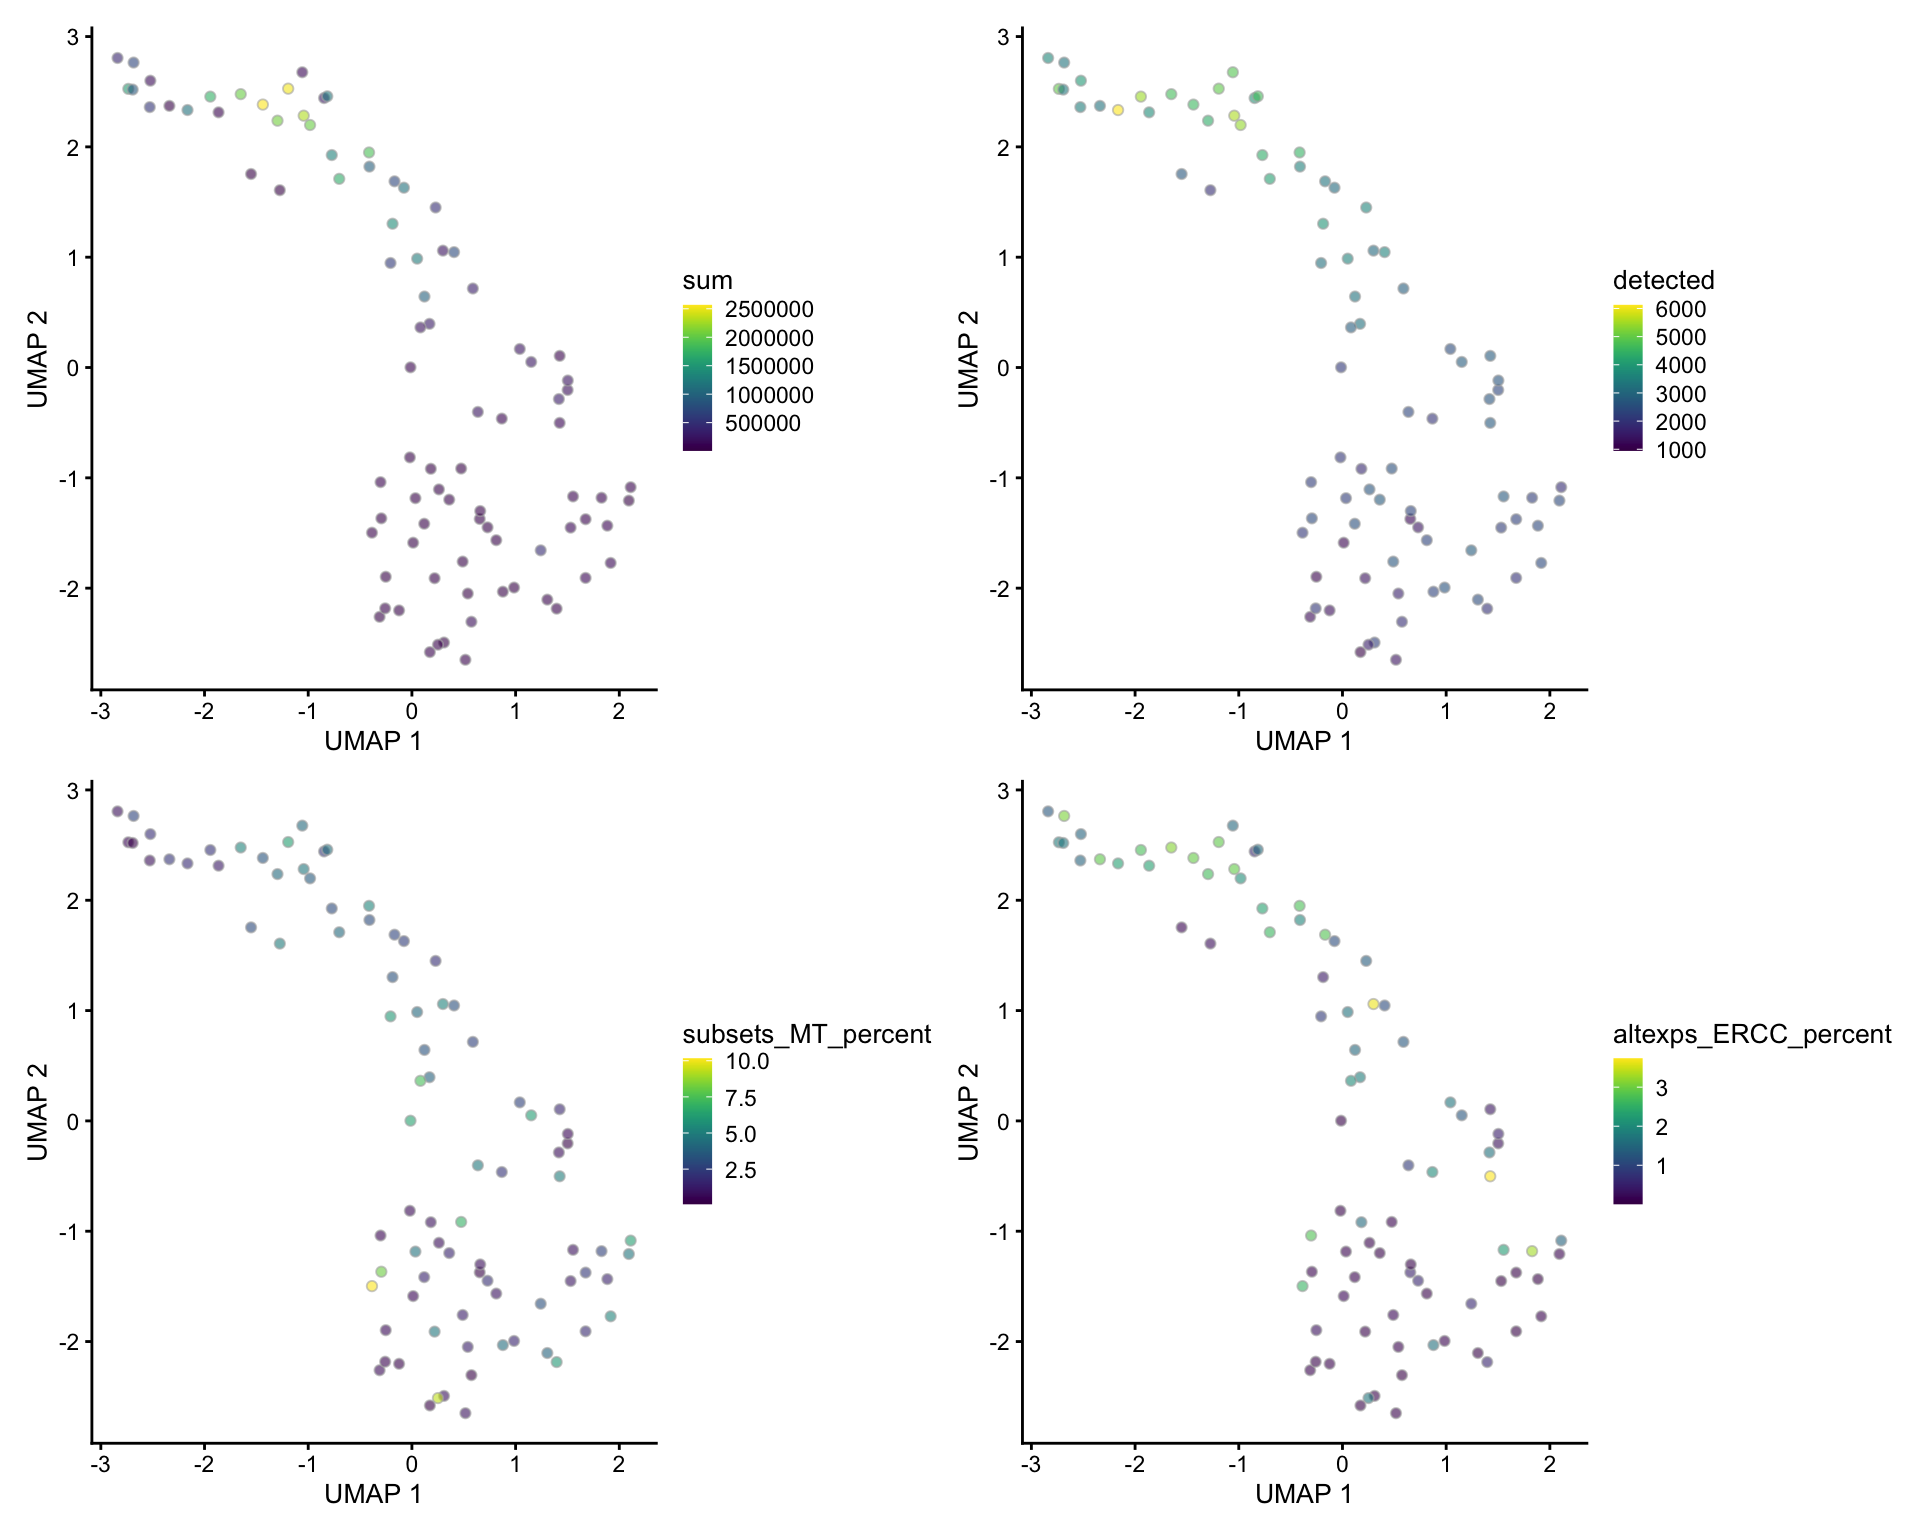 3
2
1
0
-1
-2
-3 -2 -1 0 1 2
UMAP 1
UMAP 2
sum
2500000
2000000
1500000
1000000
500000
3
2
1
0
-1
-2
-3 -2 -1 0 1 2
UMAP 1
UMAP 2
detected
6000
5000
4000
3000
2000
1000
3
2
1
0
-1
-2
-3 -2 -1 0 1 2
UMAP 1
UMAP 2
subsets_MT_percent
10.0
7.5
5.0
2.5
3
2
1
0
-1
-2
-3 -2 -1 0 1 2
UMAP 1
UMAP 2
altexps_ERCC_percent
3
2
1